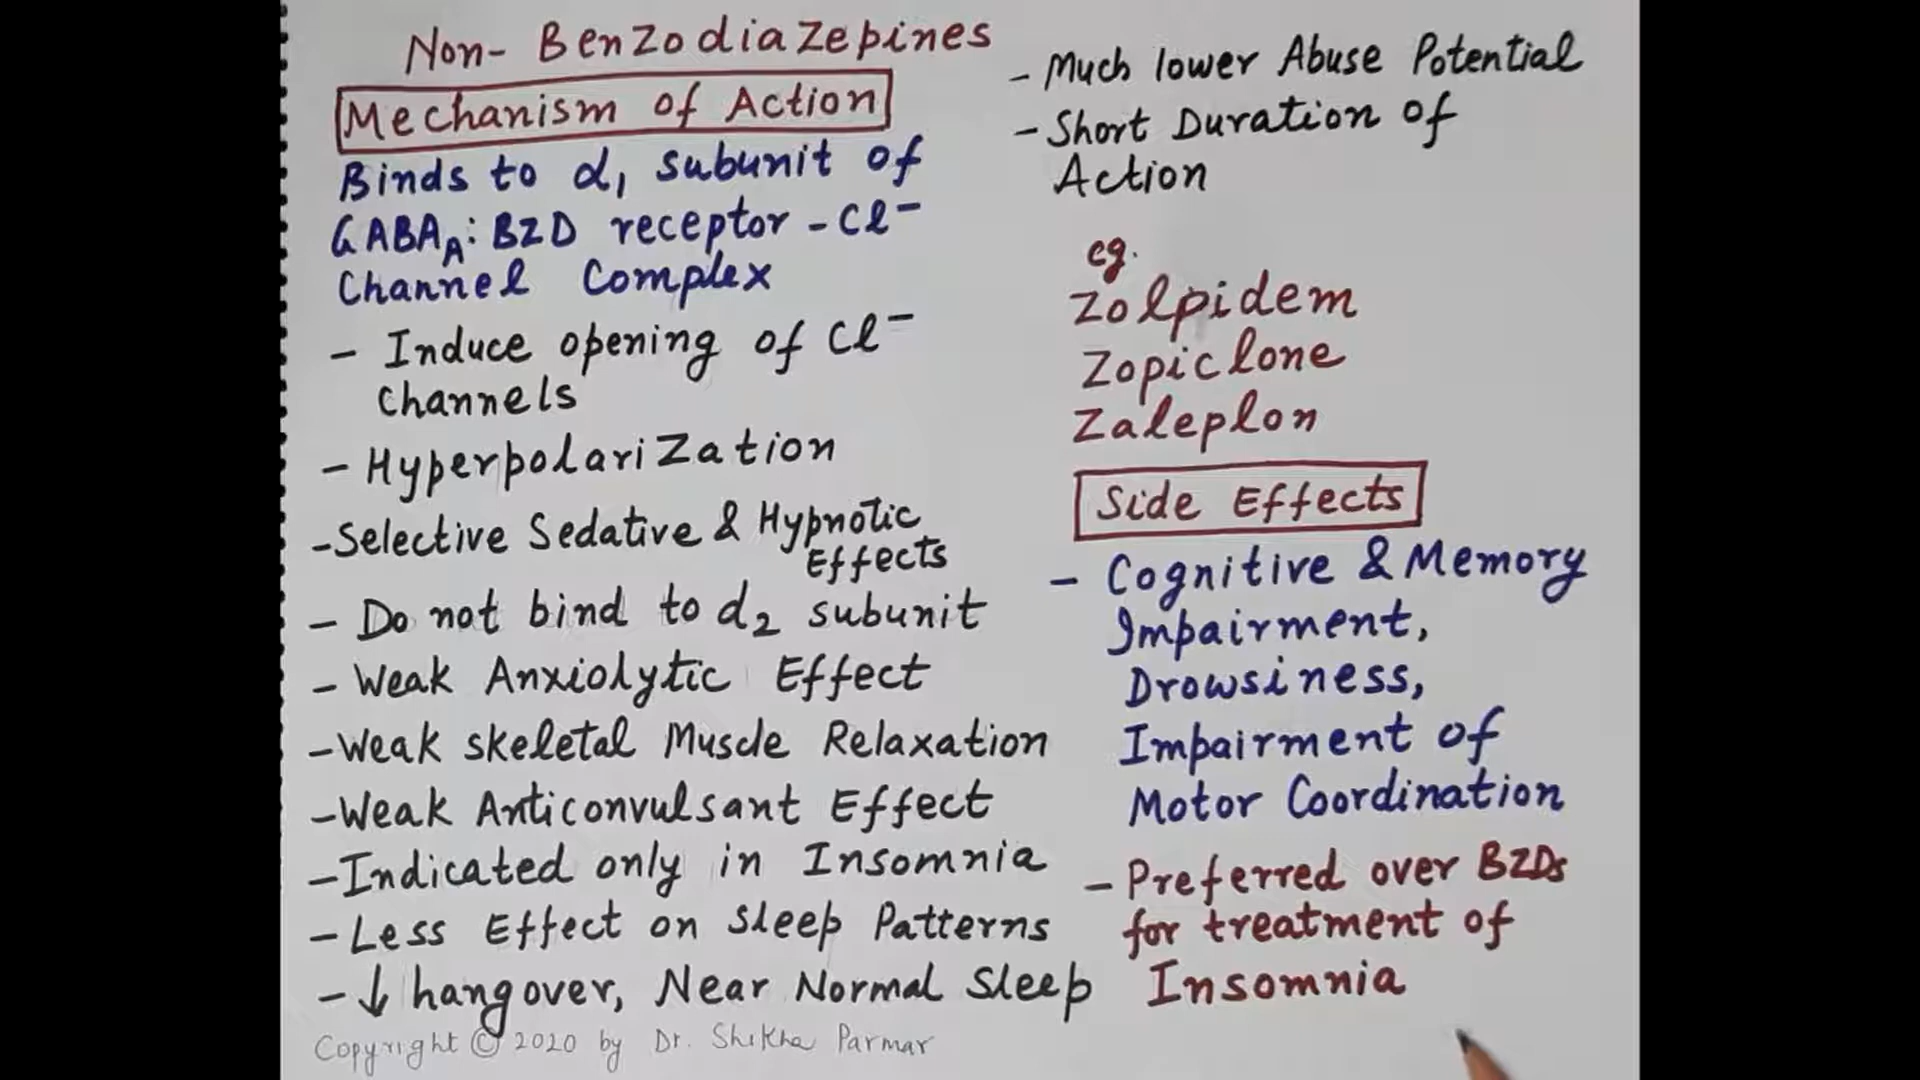 Non- Benzodiazepines
Mechanism of Action
Binds to α₁ subunit of
GABA_A: BZD receptor - Cl⁻
Channel Complex
- Induce opening of Cl⁻
Channels
- Hyperpolarization
- Selective Sedative & Hypnotic
Effects
- Do not bind to α₂ subunit
- Weak Anxiolytic Effect
- Weak skeletal Muscle Relaxation
- Weak Anticonvulsant Effect
- Indicated only in Insomnia
- Less Effect on Sleep Patterns
- ↓ hangover, Near Normal Sleep
Copyright © 2020 by Dr. Shikha Parmar
- Much lower Abuse Potential
- Short Duration of
Action
eg.
Zolpidem
Zopiclone
Zaleplon
Side Effects
- Cognitive & Memory
Impairment,
Drowsiness,
Impairment of
Motor Coordination
- Preferred over BZDs
for treatment of
Insomnia